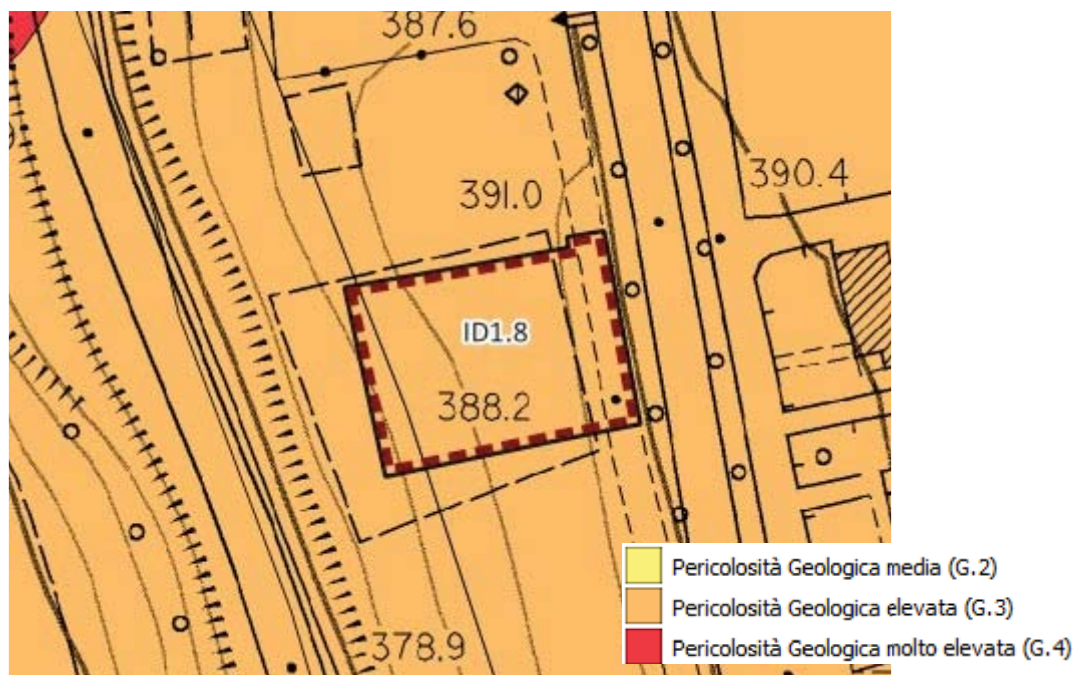 387.6
390.4
391.0
ID1.8
388.2
378.9
Pericolosità Geologica media (G.2)
Pericolosità Geologica elevata (G.3)
Pericolosità Geologica molto elevata (G.4)